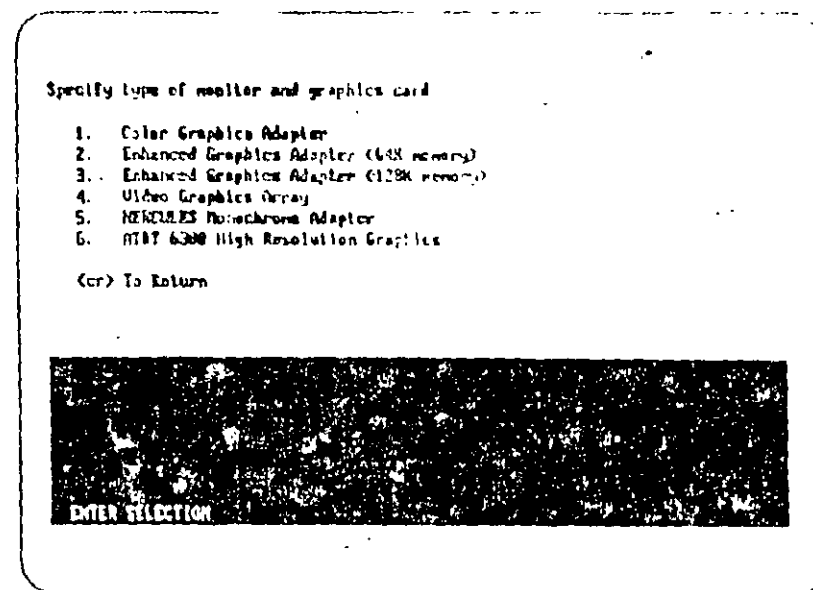 Specify type of monitor and graphics card
1. Color Graphics Adapter
2. Enhanced Graphics Adapter (64K memory)
3. Enhanced Graphics Adapter (128K memory)
4. Video Graphics Array
5. HERCULES Monochrome Adapter
6. AT&T 6300 High Resolution Graphics
<cr> To Return
ENTER SELECTION